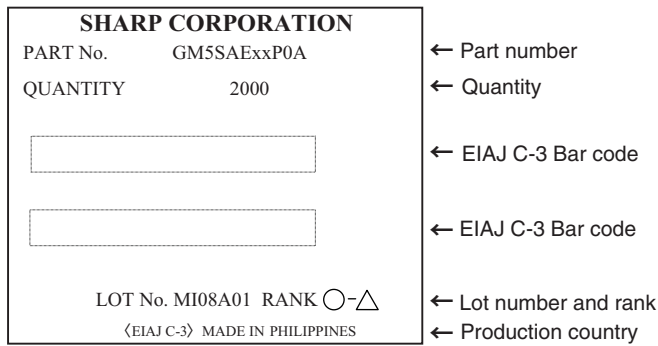 SHARP CORPORATION
PART No. GM5SAExxP0A ← Part number
QUANTITY 2000 ← Quantity
← EIAJ C-3 Bar code
← EIAJ C-3 Bar code
LOT No. MI08A01 RANK ○-△ ← Lot number and rank
〈EIAJ C-3〉 MADE IN PHILIPPINES ← Production country